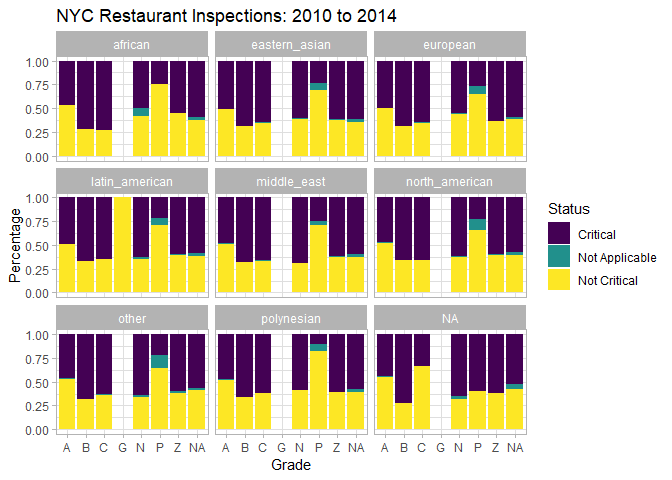 NYC Restaurant Inspections: 2010 to 2014
african eastern_asian european
1.00
0.75
0.50
0.25
0.00
latin_american middle_east north_american
1.00
0.75
0.50
0.25
0.00
Percentage
other polynesian NA
1.00
0.75
0.50
0.25
0.00
A B C G N P Z NA A B C G N P Z NA A B C G N P Z NA
Grade
Status
Critical
Not Applicable
Not Critical